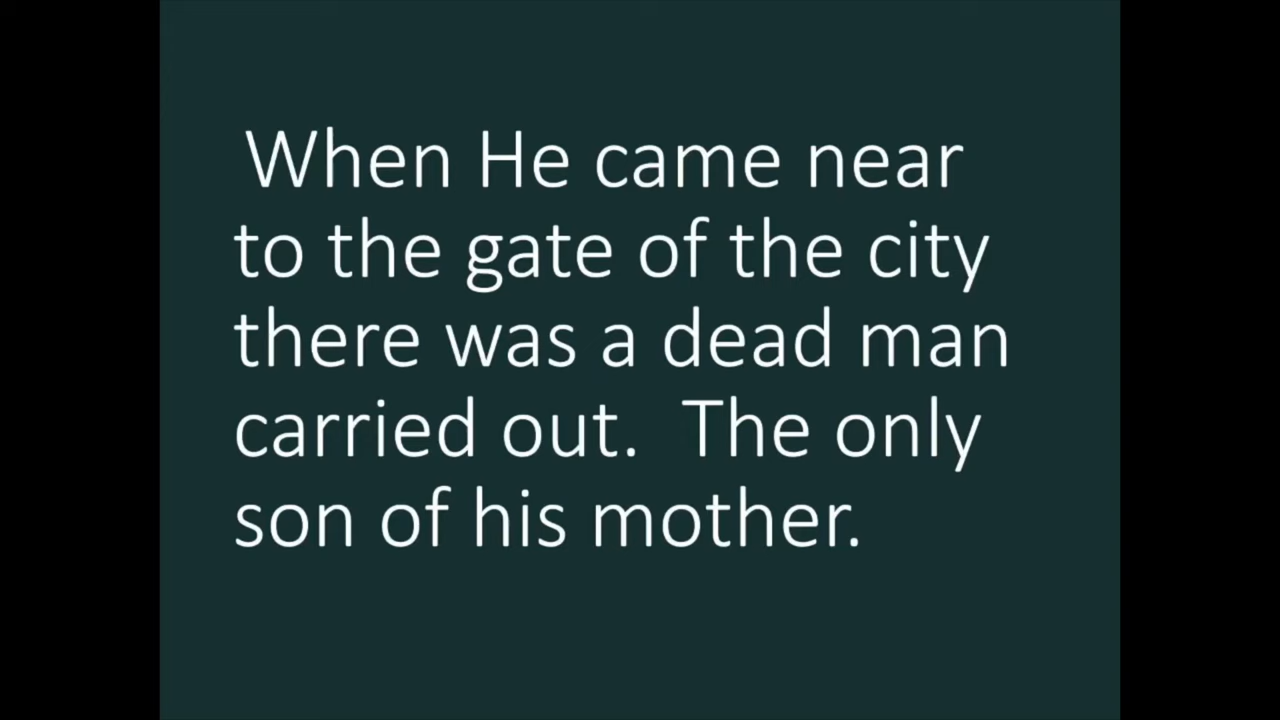 When He came near
to the gate of the city
there was a dead man
carried out.  The only
son of his mother.